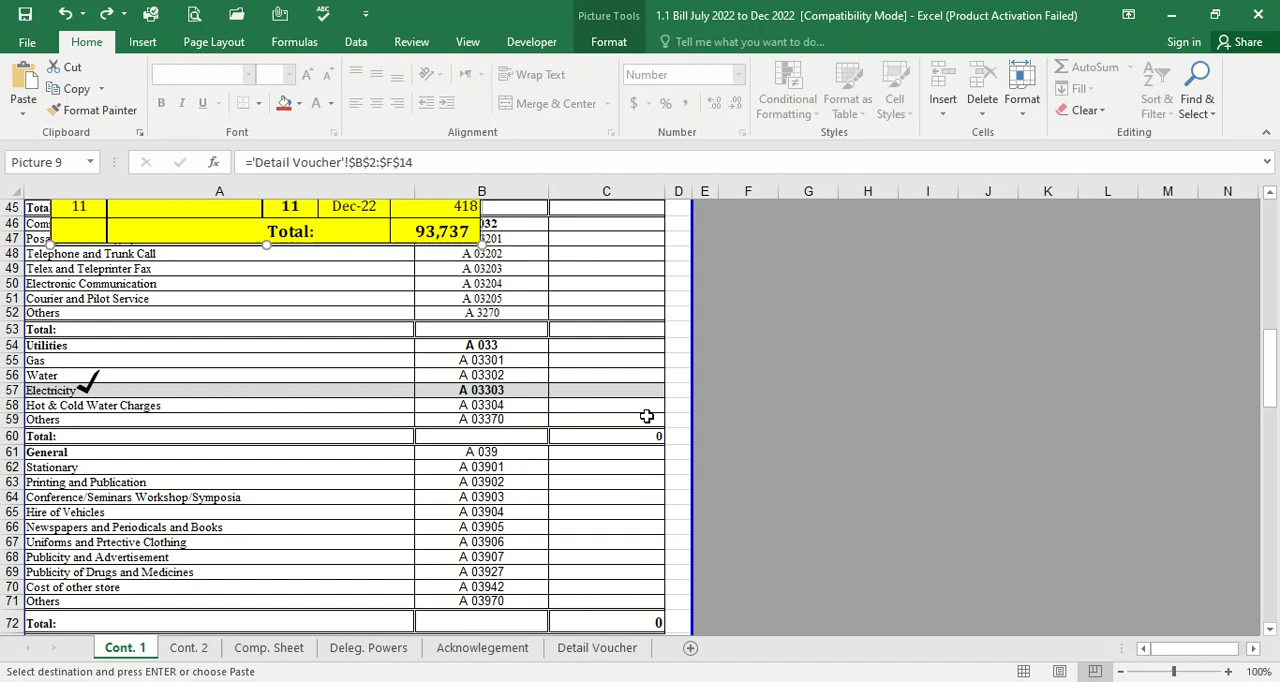 Picture Tools
1.1 Bill July 2022 to Dec 2022 [Compatibility Mode] - Excel (Product Activation Failed)
File Home Insert Page Layout Formulas Data Review View Developer Format Tell me what you want to do... Sign in Share
Paste Cut Copy Format Painter Clipboard
B I U A A A Font
Wrap Text Merge & Center Alignment
Number $ % , Number
Conditional Formatting Format as Table Cell Styles Styles
Insert Delete Format Cells
AutoSum Fill Clear Sort & Filter Find & Select Editing
Picture 9 fx ='Detail Voucher'!$B$2:$F$14
A B C D E F G H I J K L M N
45 Tota 11 11 Dec-22 418
46 Com 032
Total: 93,737
47 Posa 3201
48 Telephone and Trunk Call A 03202
49 Telex and Teleprinter Fax A 03203
50 Electronic Communication A 03204
51 Courier and Pilot Service A 03205
52 Others A 3270
53 Total:
54 Utilities A 033
55 Gas A 03301
56 Water A 03302
57 Electricity A 03303
58 Hot & Cold Water Charges A 03304
59 Others A 03370
60 Total: 0
61 General A 039
62 Stationary A 03901
63 Printing and Publication A 03902
64 Conference/Seminars Workshop/Symposia A 03903
65 Hire of Vehicles A 03904
66 Newspapers and Periodicals and Books A 03905
67 Uniforms and Prtective Clothing A 03906
68 Publicity and Advertisement A 03907
69 Publicity of Drugs and Medicines A 03927
70 Cost of other store A 03942
71 Others A 03970
72 Total: 0
Cont. 1 Cont. 2 Comp. Sheet Deleg. Powers Acknowlegement Detail Voucher
Select destination and press ENTER or choose Paste 100%